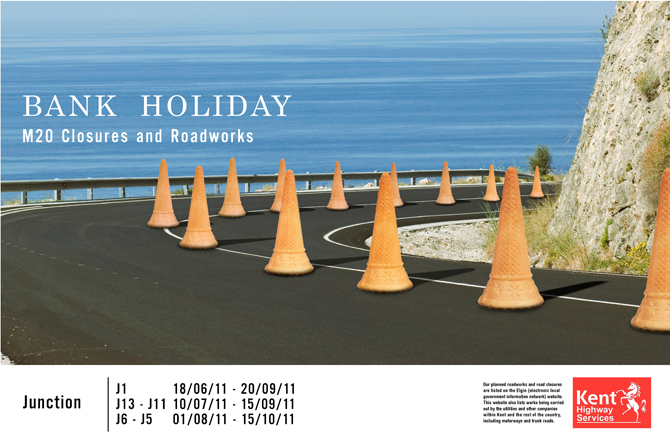 BANK HOLIDAY
M20 Closures and Roadworks
Junction
J1 18/06/11 - 20/09/11
J13 - J11 10/07/11 - 15/09/11
J6 - J5 01/08/11 - 15/10/11
Our planned roadworks and road closures
are listed on the Elgin (electronic local
government information network) website.
This website also lists works being carried
out by the utilities and other companies
within Kent and the rest of the country,
including motorways and trunk roads.
Kent
Highway
Services